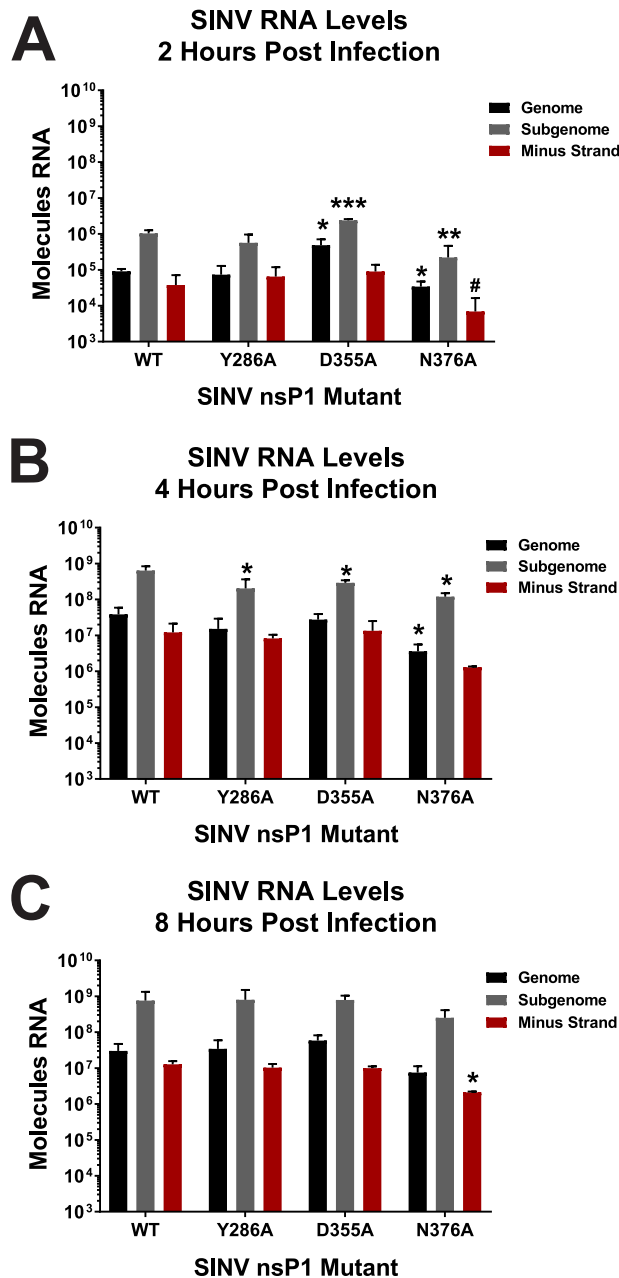 A
SINV RNA Levels
2 Hours Post Infection
Molecules RNA
10^10
10^9
10^8
10^7
10^6
10^5
10^4
10^3
Genome
Subgenome
Minus Strand
* *** * ** #
WT Y286A D355A N376A
SINV nsP1 Mutant
B
SINV RNA Levels
4 Hours Post Infection
Molecules RNA
10^10
10^9
10^8
10^7
10^6
10^5
10^4
10^3
Genome
Subgenome
Minus Strand
* * * *
WT Y286A D355A N376A
SINV nsP1 Mutant
C
SINV RNA Levels
8 Hours Post Infection
Molecules RNA
10^10
10^9
10^8
10^7
10^6
10^5
10^4
10^3
Genome
Subgenome
Minus Strand
*
WT Y286A D355A N376A
SINV nsP1 Mutant